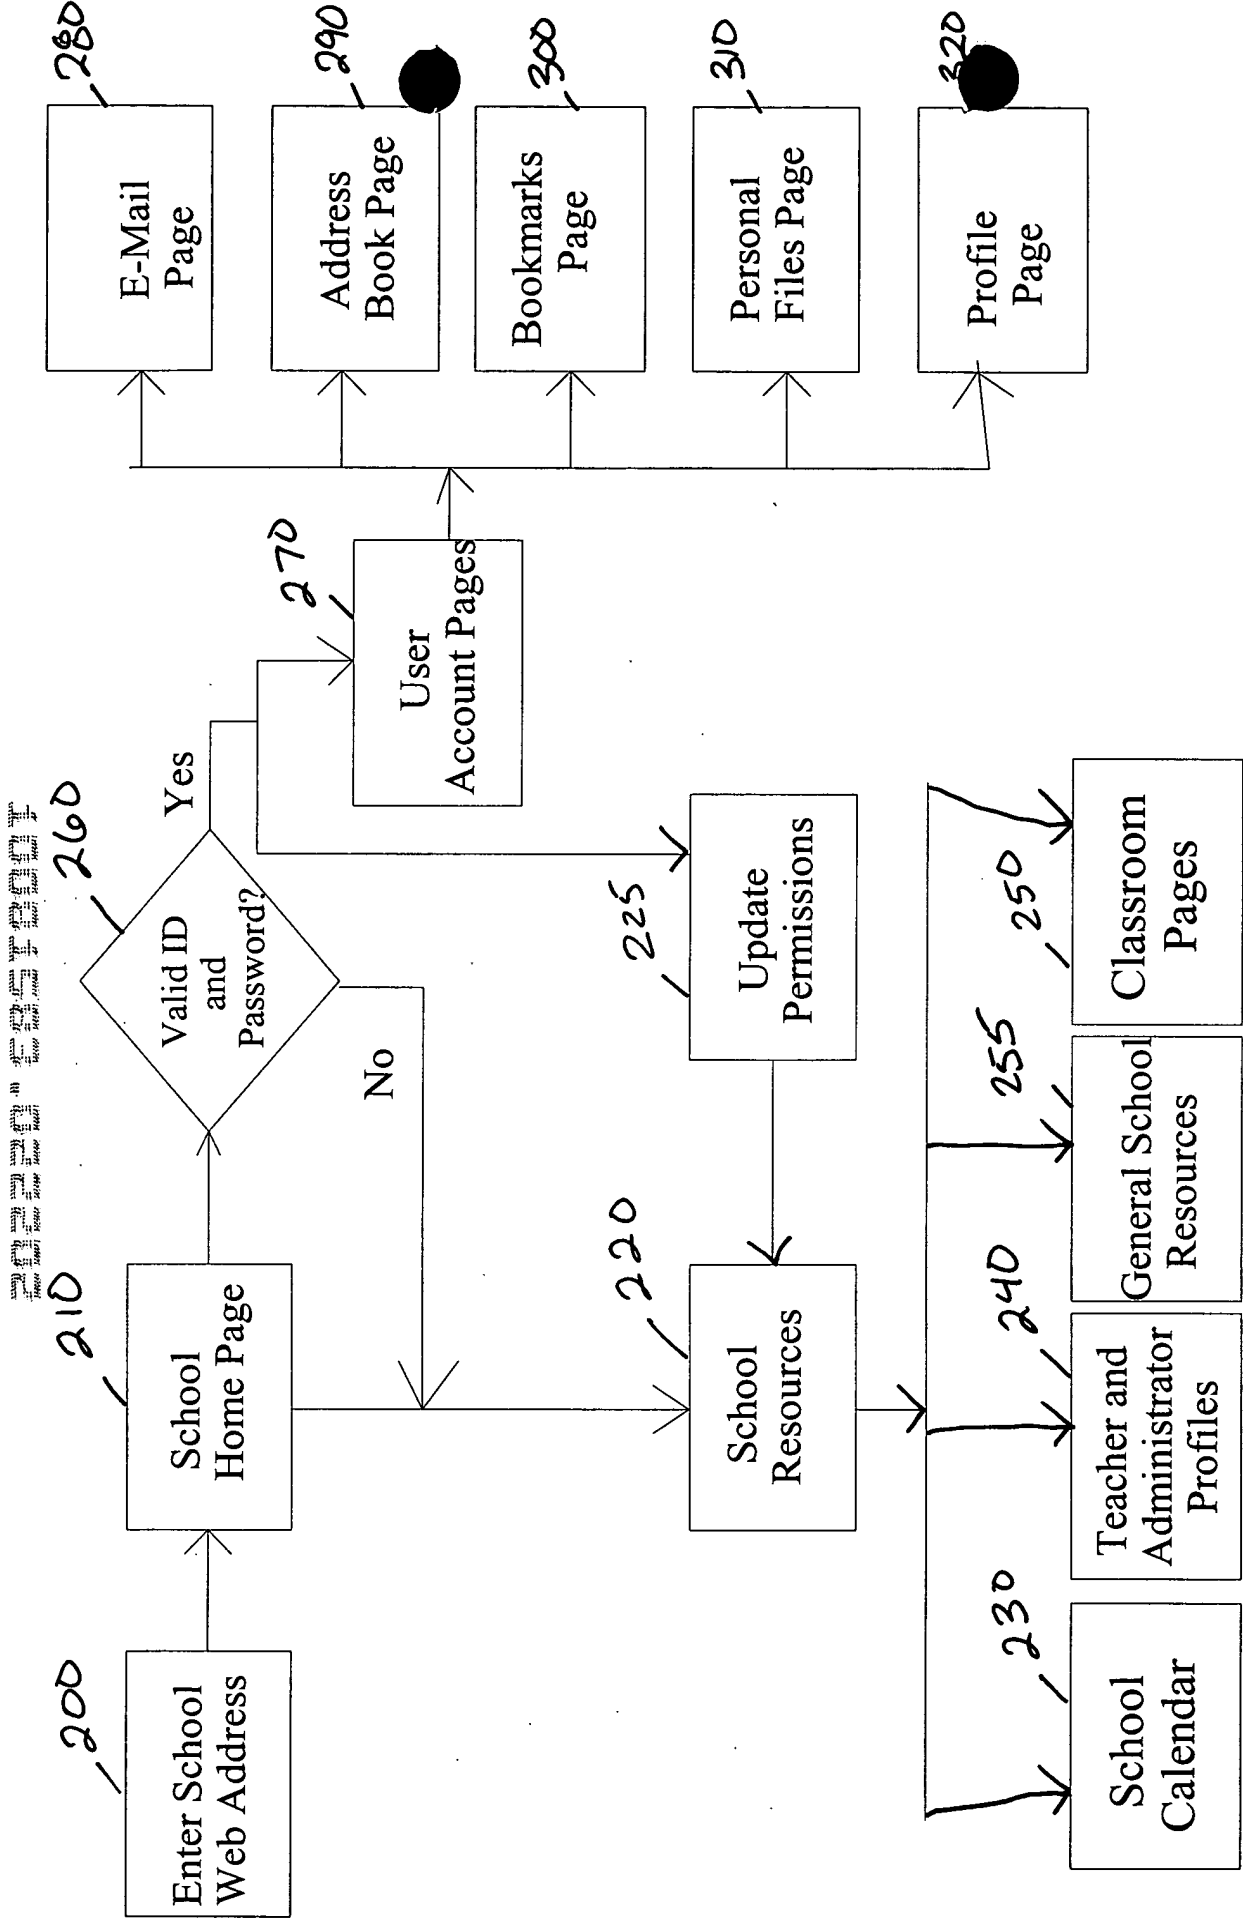 200
Enter School
Web Address
210
School
Home Page
260
Valid ID
and
Password?
Yes
No
270
User
Account Pages
280
E-Mail
Page
290
Address
Book Page
300
Bookmarks
Page
310
Personal
Files Page
320
Profile
Page
225
Update
Permissions
220
School
Resources
230
School
Calendar
240
Teacher and
Administrator
Profiles
255
General School
Resources
250
Classroom
Pages